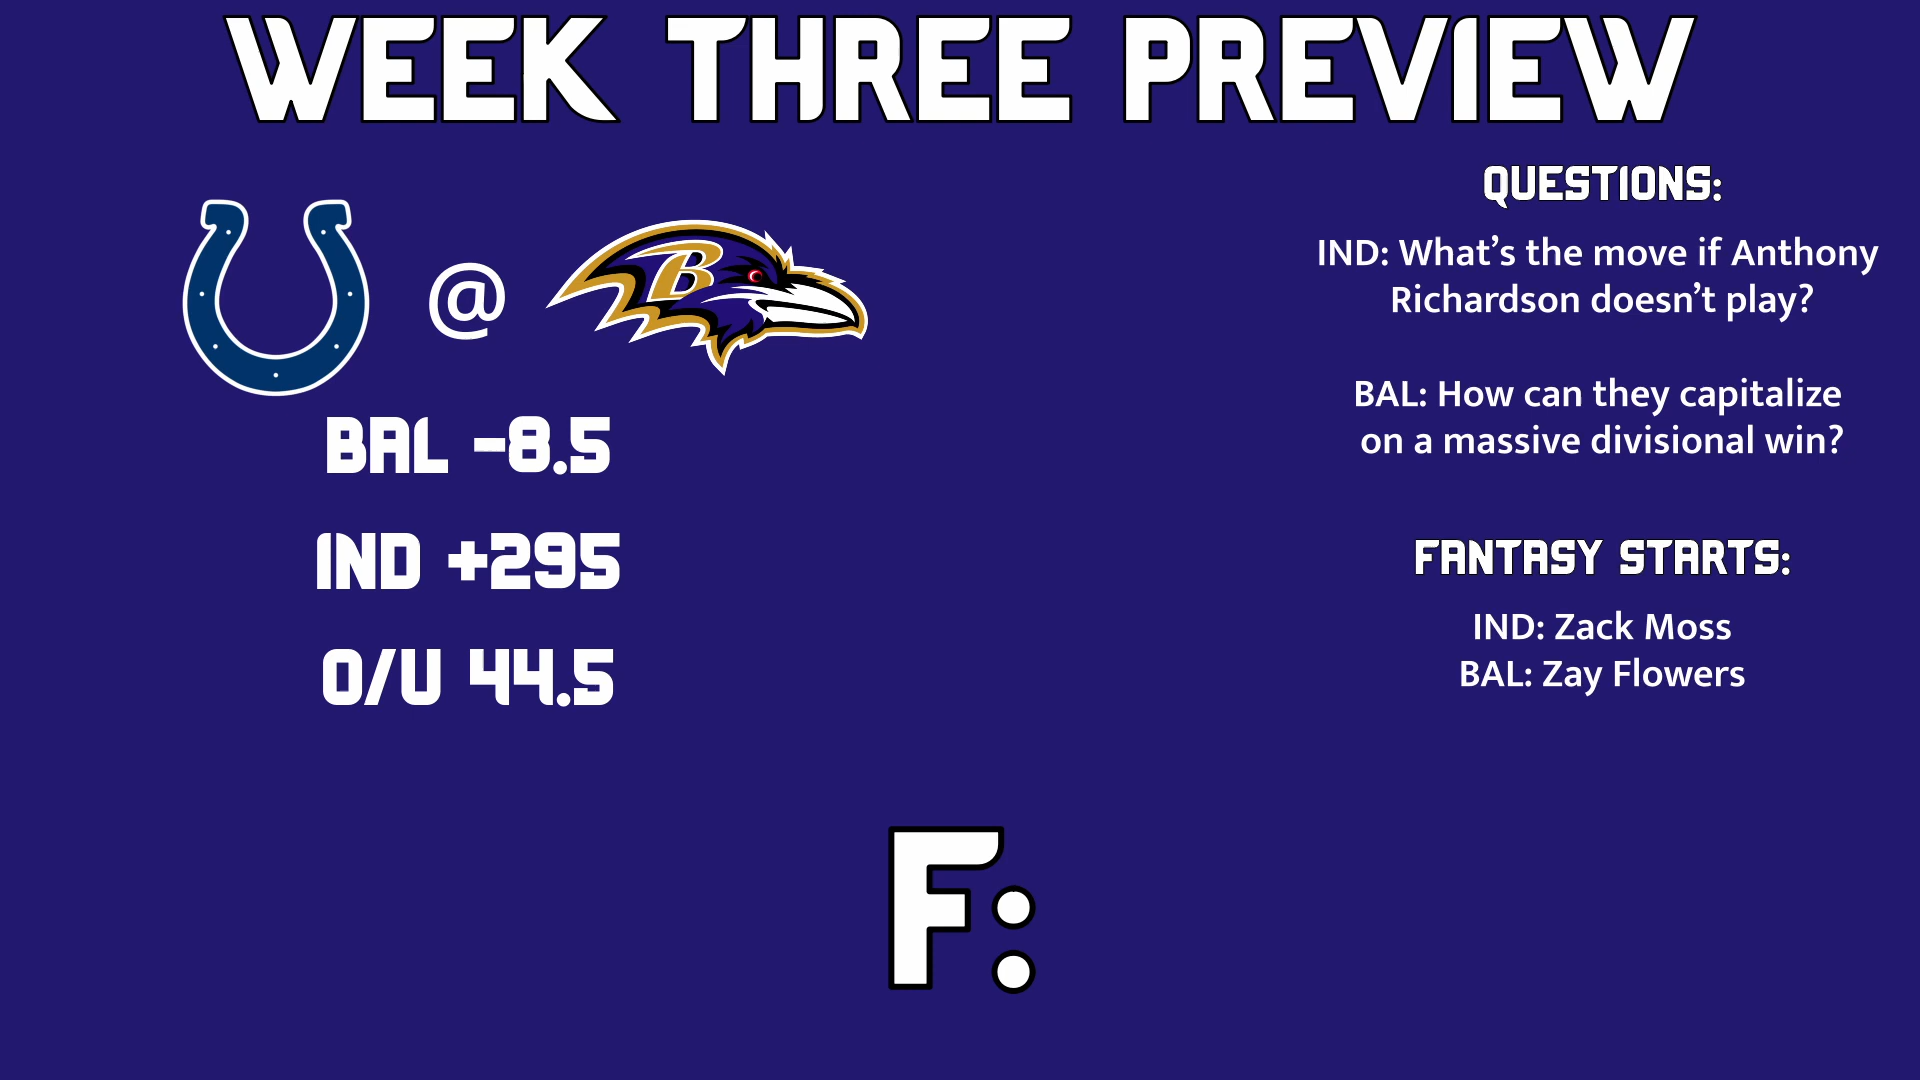 WEEK THREE PREVIEW
@
B
BAL -8.5
IND +295
O/U 44.5
QUESTIONS:
IND: What's the move if Anthony
Richardson doesn't play?
BAL: How can they capitalize
on a massive divisional win?
FANTASY STARTS:
IND: Zack Moss
BAL: Zay Flowers
F: